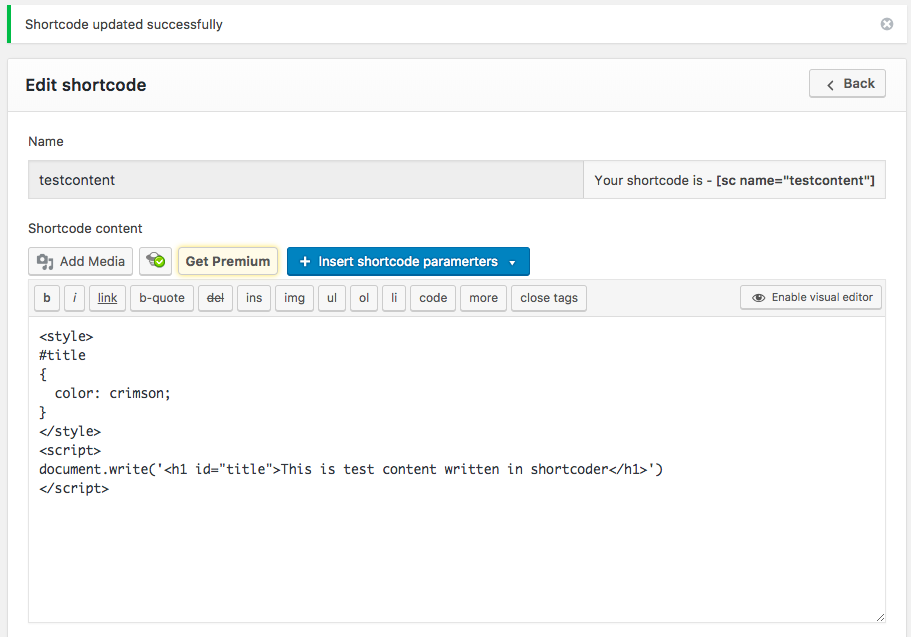 Shortcode updated successfully
Edit shortcode
Back
Name
testcontent
Your shortcode is - [sc name="testcontent"]
Shortcode content
Add Media
Get Premium
+ Insert shortcode paramerters
b i link b-quote del ins img ul ol li code more close tags
Enable visual editor
<style>
#title
{
  color: crimson;
}
</style>
<script>
document.write('<h1 id="title">This is test content written in shortcoder</h1>')
</script>